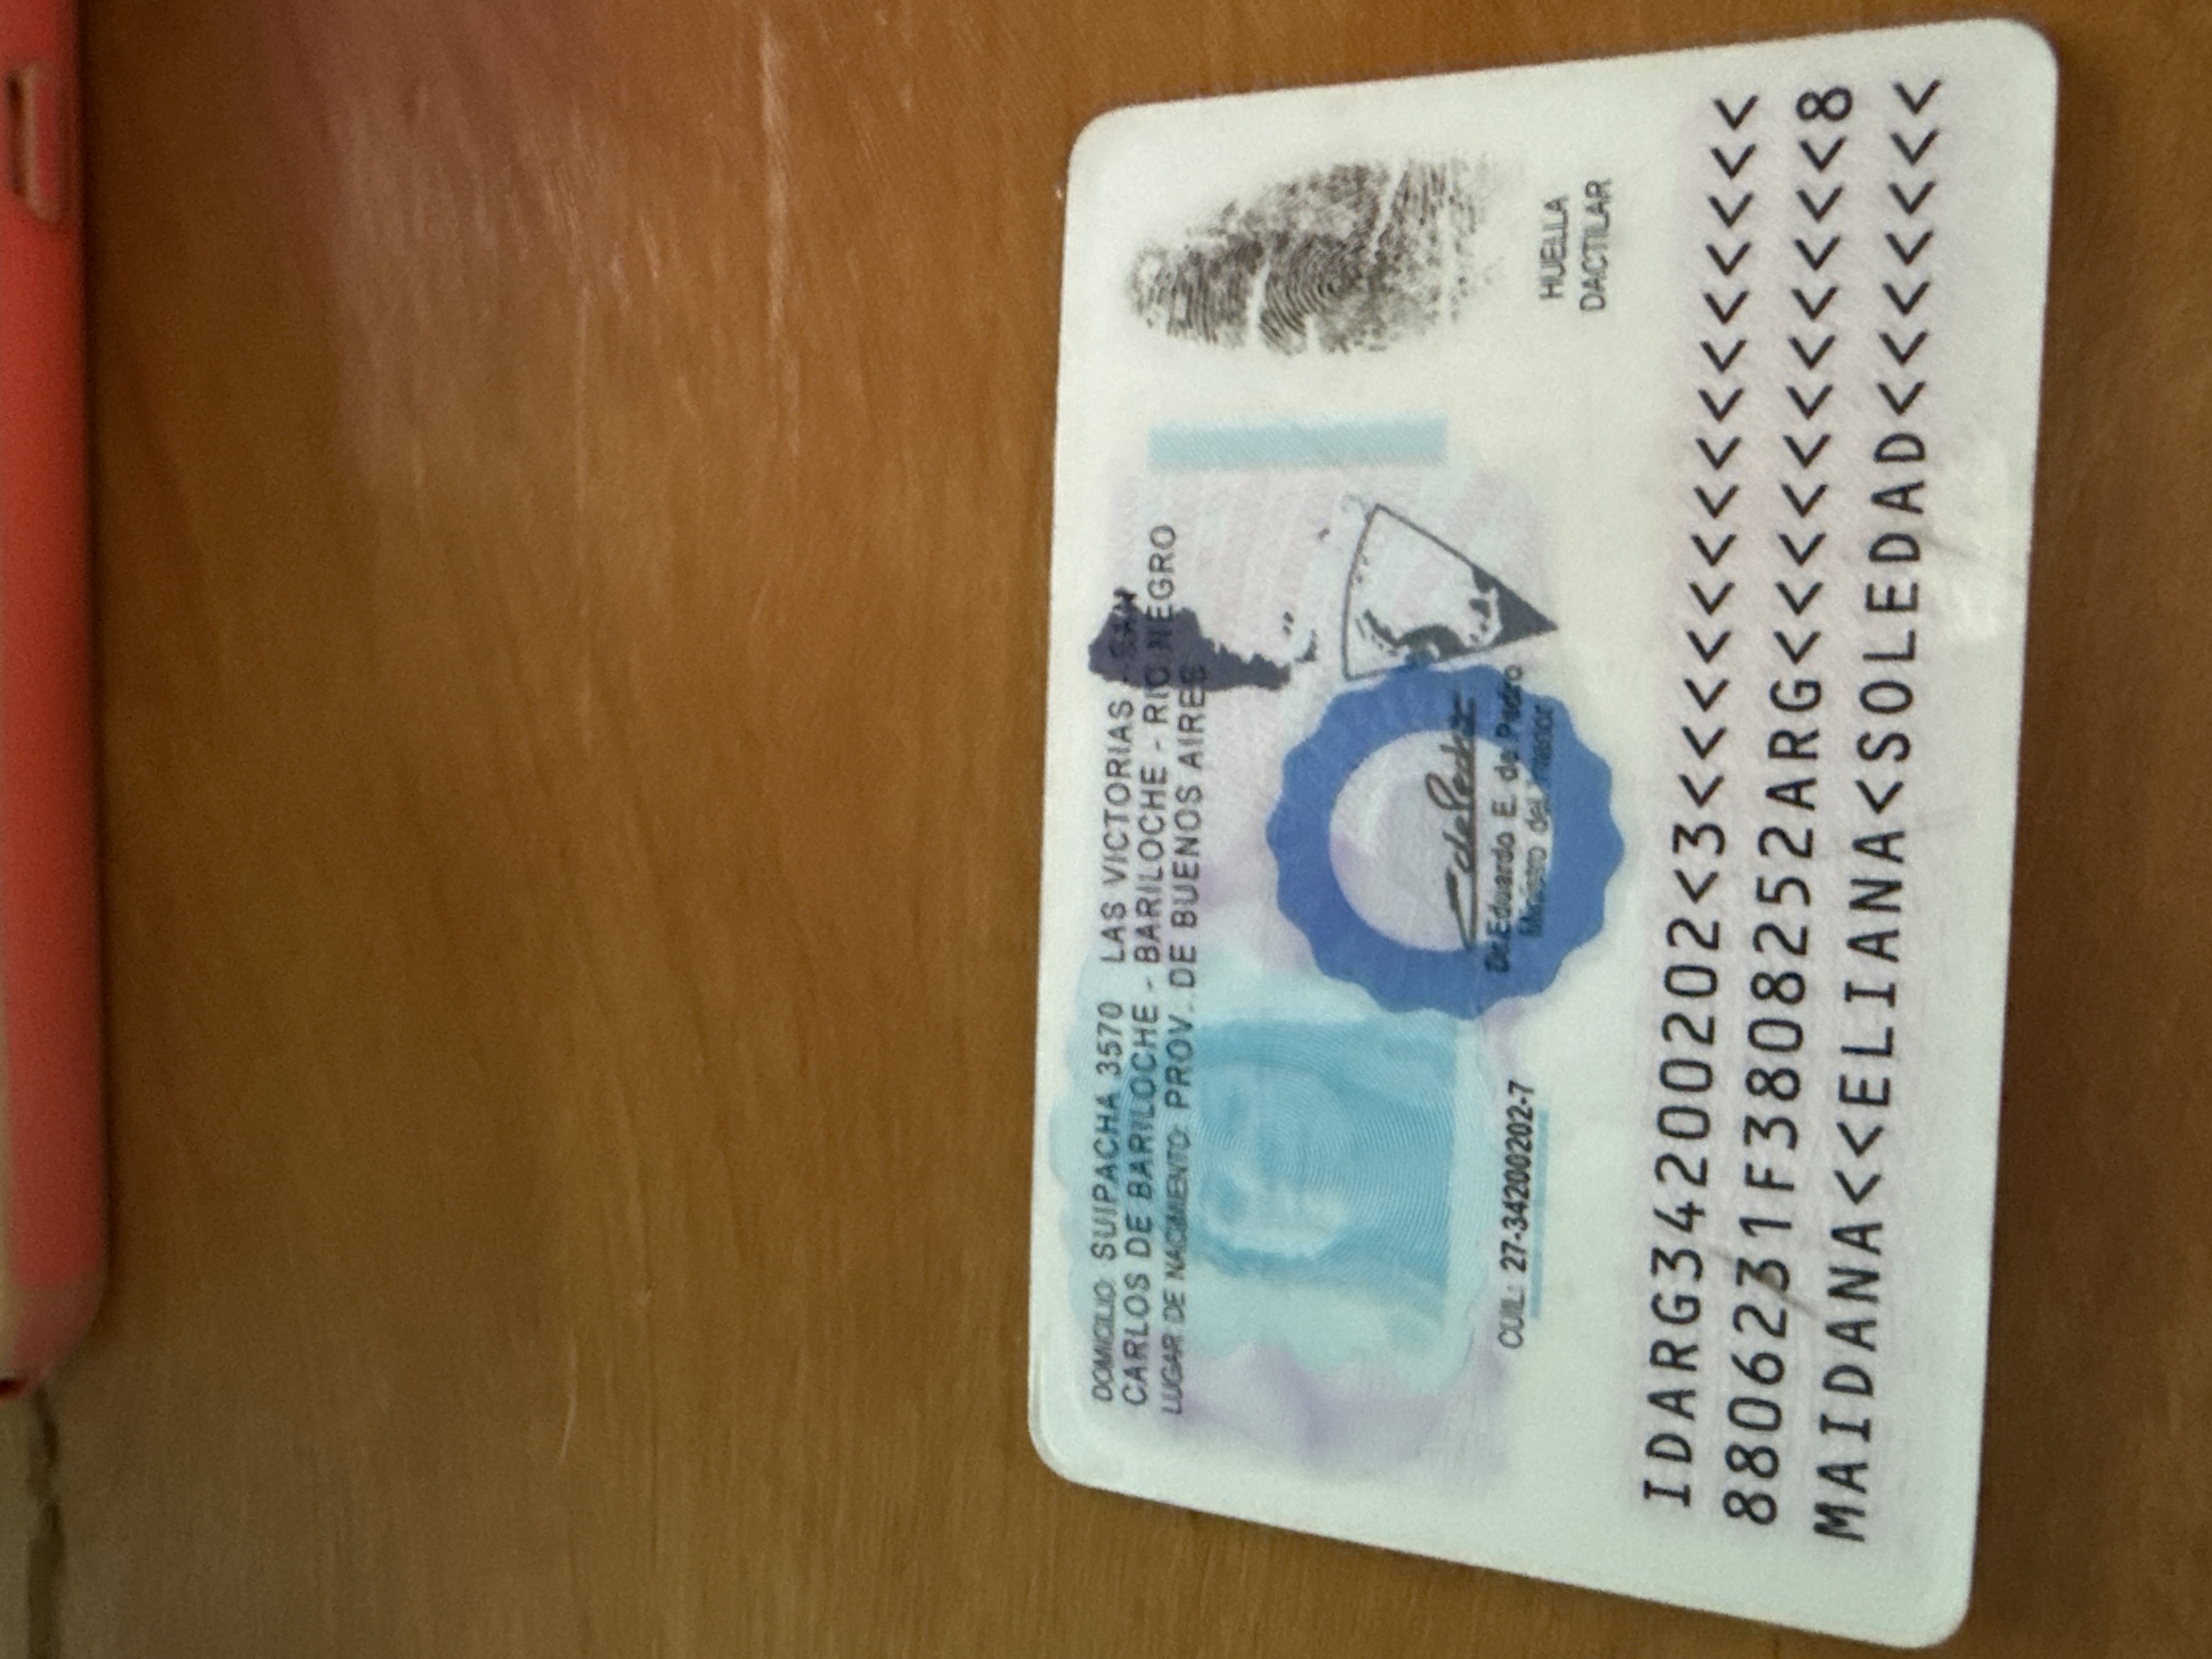 DOMICILIO: SUIPACHA 3570 LAS VICTORIAS - SAN
CARLOS DE BARILOCHE - BARILOCHE - RIO NEGRO
LUGAR DE NACIMIENTO: PROV. DE BUENOS AIRES
CUIL: 27-34200202-7
Dr. Eduardo E. de Pedro
Ministro del Interior
HUELLA
DACTILAR
IDARG34200202<3<<<<<<<<<<<<<<<
8806231F3808252ARG<<<<<<<<<<<8
MAIDANA<<ELIANA<SOLEDAD<<<<<<<